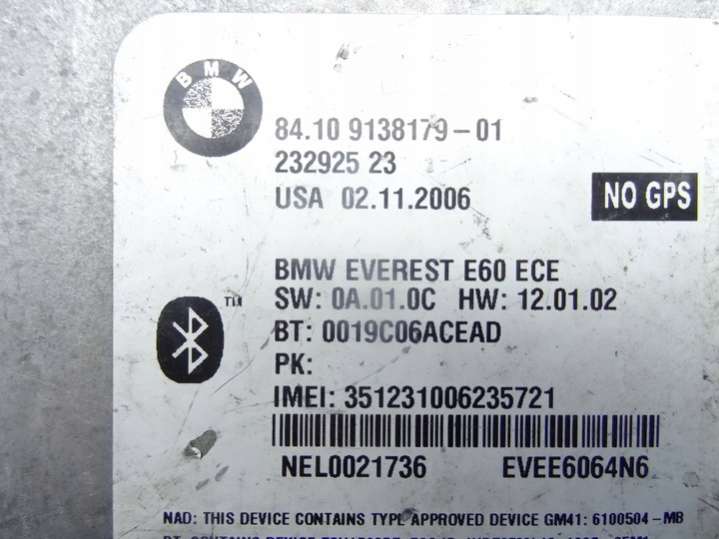 BMW
84.10 9138179-01
232925 23
USA 02.11.2006
NO GPS
BMW EVEREST E60 ECE
SW: 0A.01.0C HW: 12.01.02
TM
BT: 0019C06ACEAD
PK:
IMEI: 351231006235721
NEL0021736 EVEE6064N6
NAD: THIS DEVICE CONTAINS TYPE APPROVED DEVICE GM41: 6100504-MB